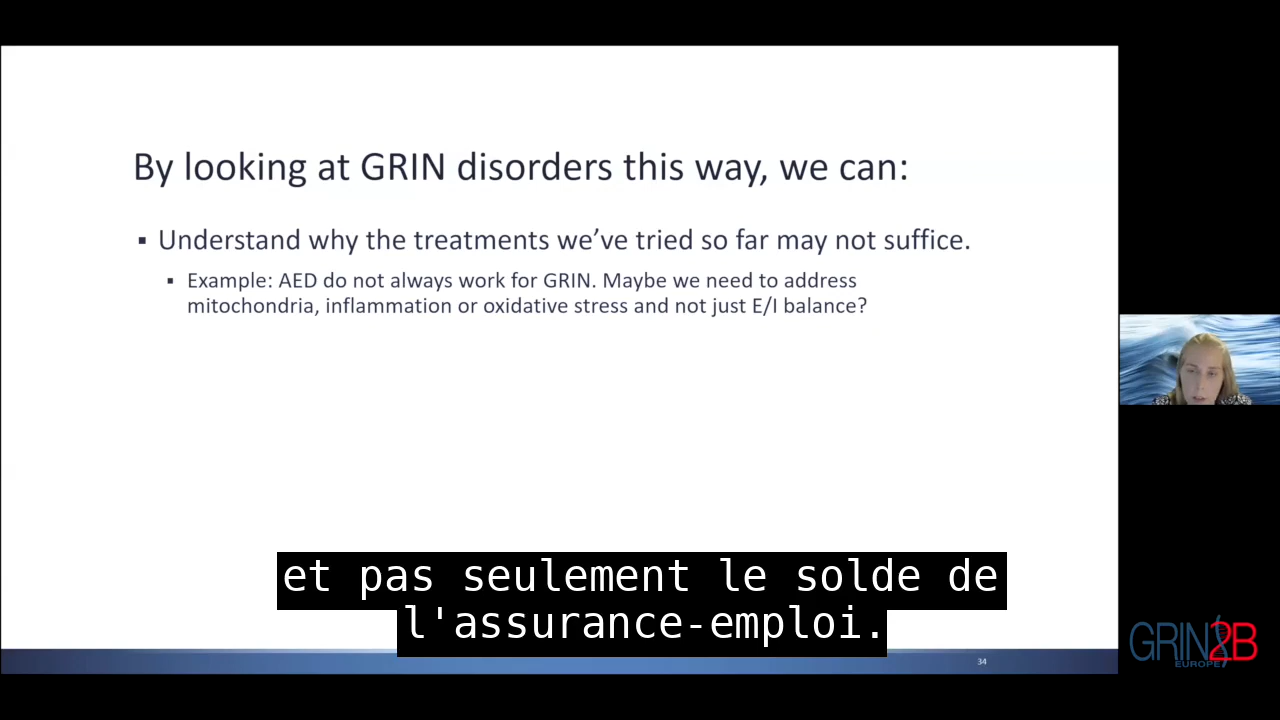 By looking at GRIN disorders this way, we can:
▪ Understand why the treatments we’ve tried so far may not suffice.
▪ Example: AED do not always work for GRIN. Maybe we need to address
mitochondria, inflammation or oxidative stress and not just E/I balance?
et pas seulement le solde de
l'assurance-emploi.
34
GRIN2B
EUROPE